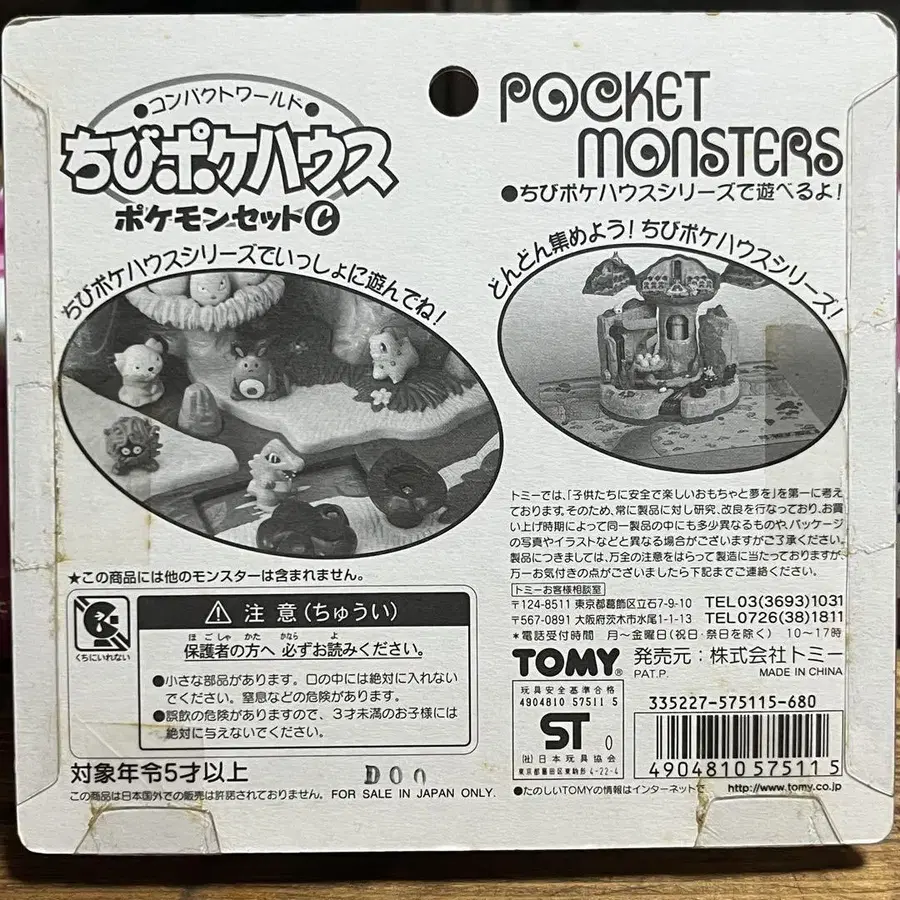 コンパクトワールド
ちびポケハウス
ポケモンセットC
ちびポケハウスシリーズでいっしょに遊んでね!
★この商品には他のモンスターは含まれません。
くちにいれない
注意(ちゅうい)
ほごしゃ かた かなら よ
保護者の方へ 必ずお読みください。
●小さな部品があります。口の中には絶対に入れない
でください。窒息などの危険があります。
●誤飲の危険がありますので、3才未満のお子様には
絶対に与えないでください。
対象年令5才以上
D00
この商品は日本国外での販売は許諾されておりません。 FOR SALE IN JAPAN ONLY.
POCKET
MONSTERS
●ちびポケハウスシリーズで遊べるよ!
どんどん集めよう!ちびポケハウスシリーズ!
トミーでは、「子供たちに安全で楽しいおもちゃと夢を」を第一に考え
ております。そのため、常に製品に対し研究、改良を行なっており、お買
い上げ時期によって同一製品の中にも多少異なるものや、パッケージ
の写真やイラストなどと異なる場合がございますがご了承ください。
製品につきましては、万全の注意をはらって製造に当たっておりますが、
万一お気付きの点がございましたら下記までご連絡ください。
トミーお客様相談室
〒124-8511 東京都葛飾区立石7-9-10 TEL03(3693)1031
〒567-0891 大阪府茨木市水尾1-1-13 TEL0726(38)1811
*電話受付時間 月~金曜日(祝日・祭日を除く) 10~17時
TOMY® 発売元:株式会社トミー
PAT.P. MADE IN CHINA
玩具安全基準合格
4904810 57511 5
ST 0
(社)日本玩具協会
東京都墨田区東駒形 4-22-4
335227-575115-680
4904810 575115
●たのしいTOMYの情報はインターネットで http://www.tomy.co.jp